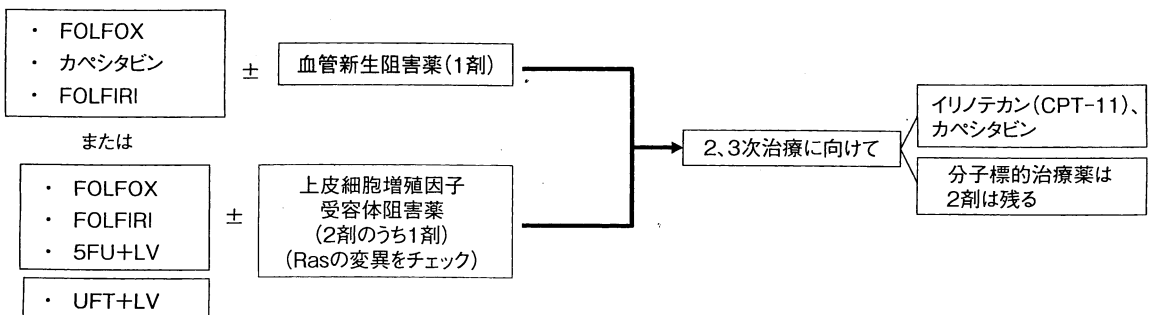 ・ FOLFOX
・ カペシタビン
・ FOLFIRI
±
血管新生阻害薬(1剤)
または
・ FOLFOX
・ FOLFIRI
・ 5FU+LV
±
上皮細胞増殖因子
受容体阻害薬
(2剤のうち1剤)
(Rasの変異をチェック)
・ UFT+LV
2、3次治療に向けて
イリノテカン(CPT-11)、
カペシタビン
分子標的治療薬は
2剤は残る